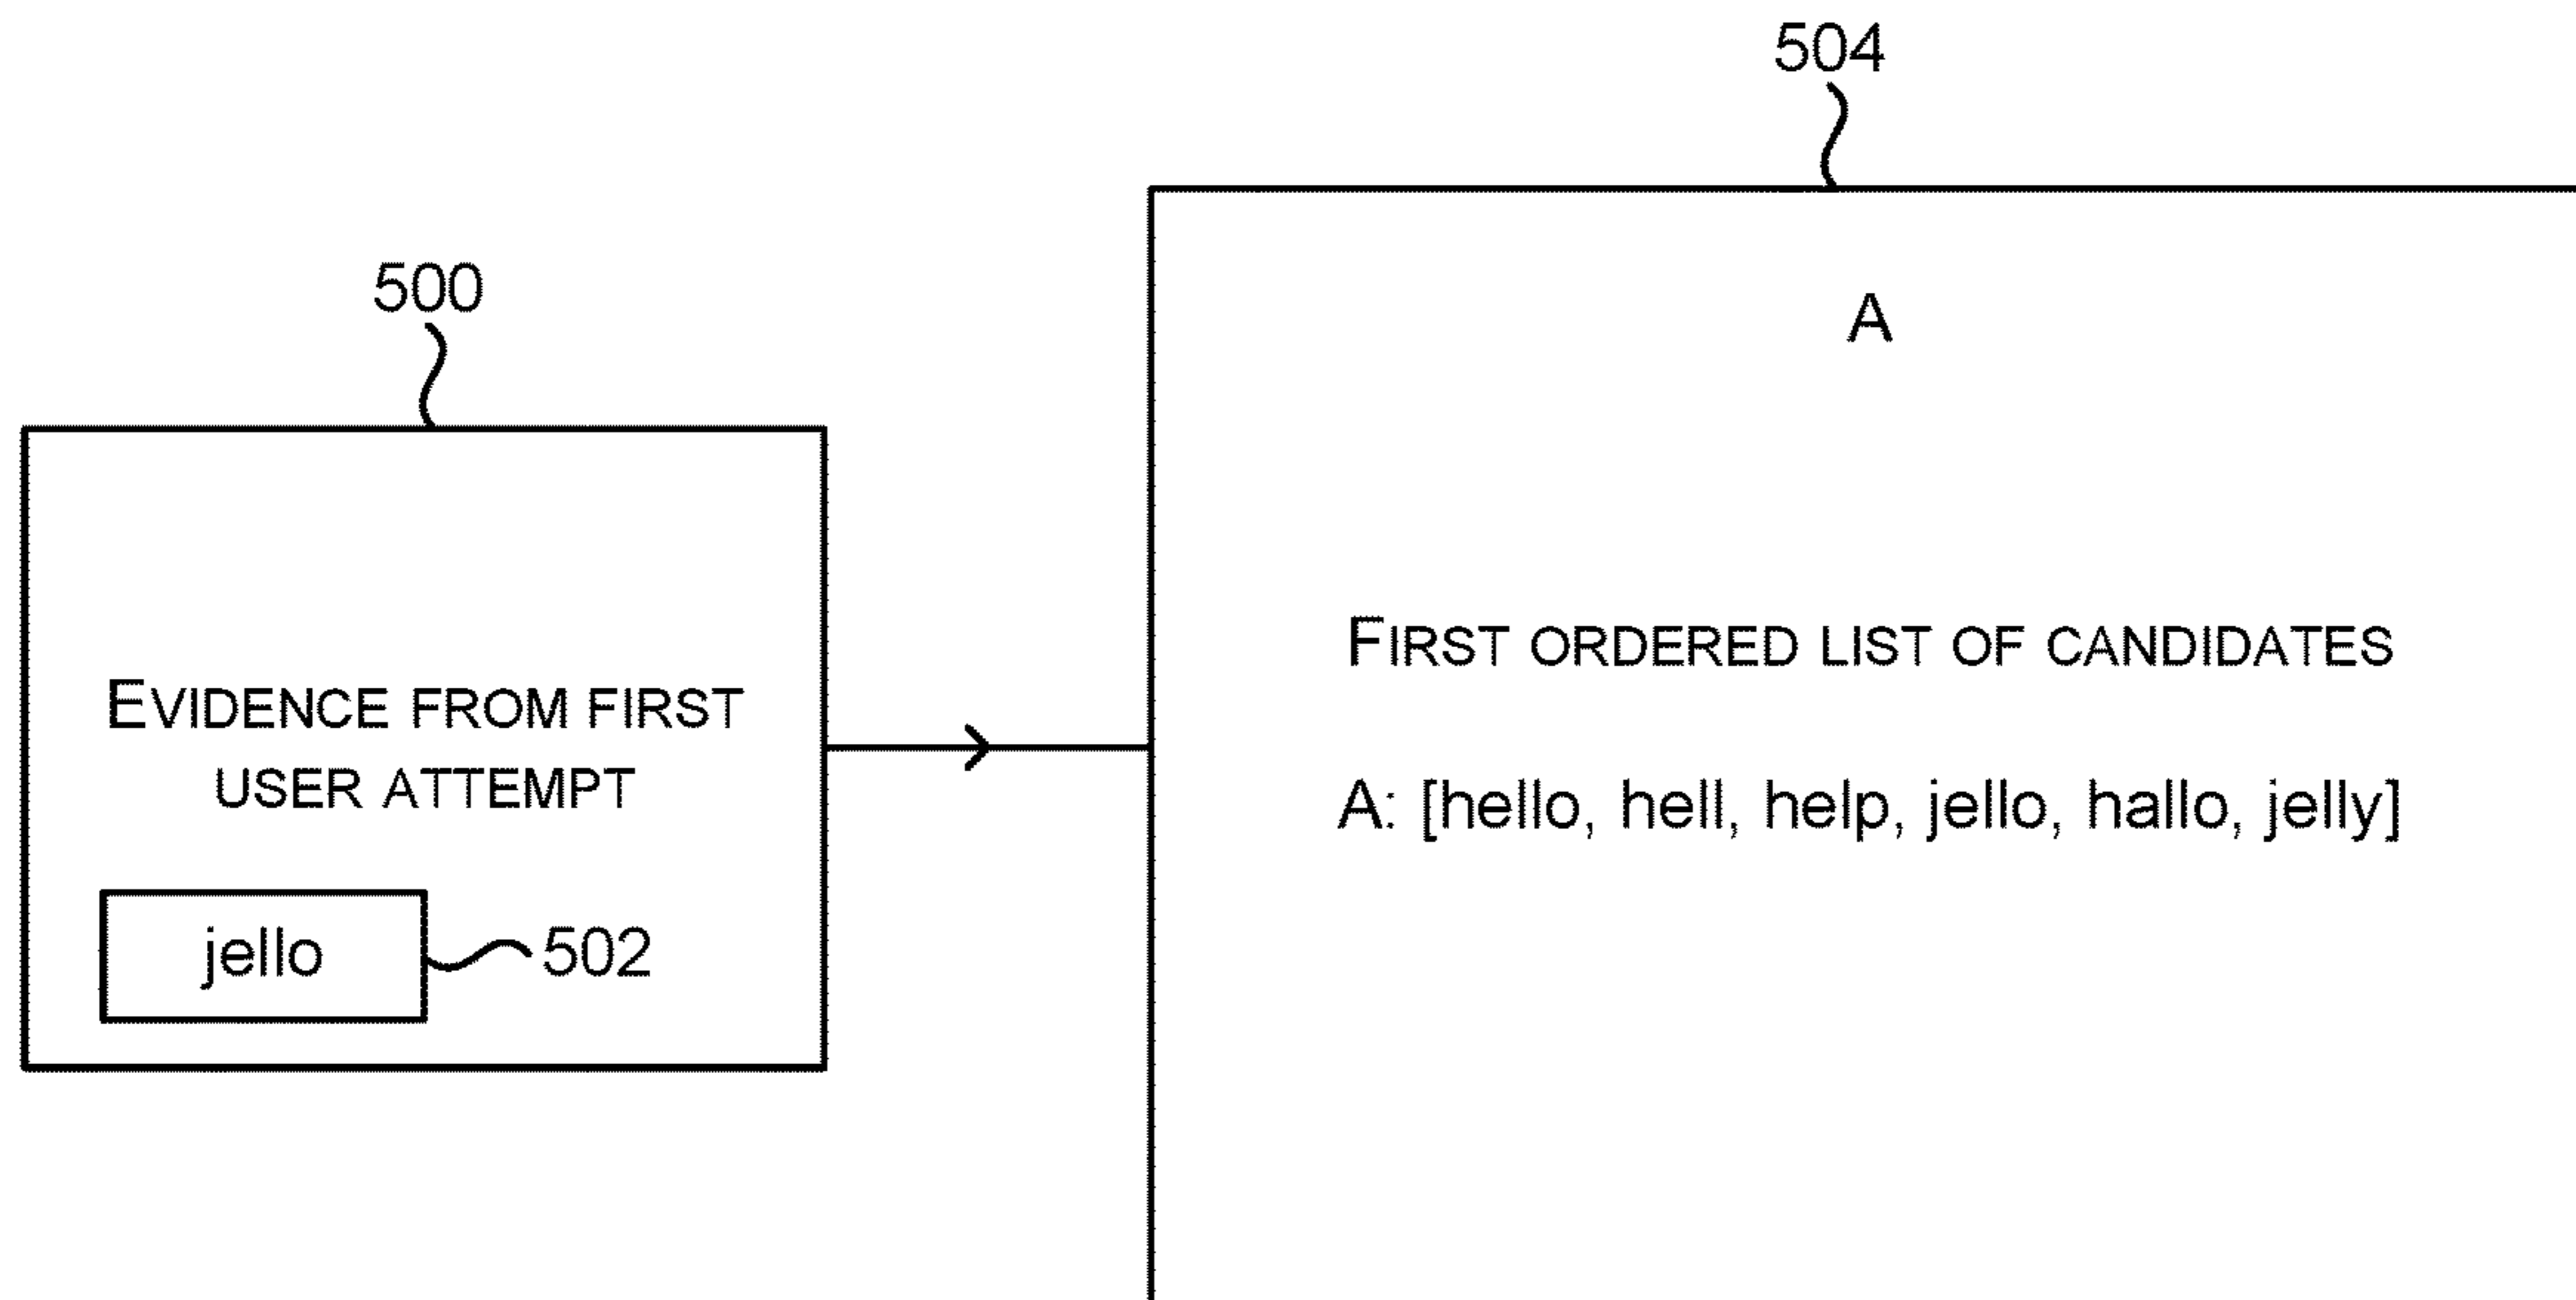 504
500
A
FIRST ORDERED LIST OF CANDIDATES
EVIDENCE FROM FIRST
USER ATTEMPT
A: [hello, hell, help, jello, hallo, jelly]
jello
502